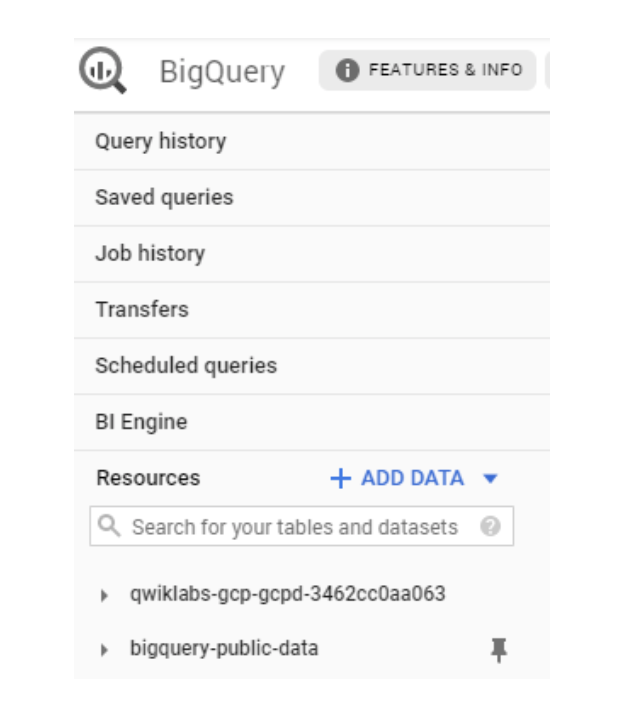 BigQuery FEATURES & INFO
Query history
Saved queries
Job history
Transfers
Scheduled queries
BI Engine
Resources ADD DATA
Search for your tables and datasets
qwiklabs-gcp-gcpd-3462cc0aa063
bigquery-public-data